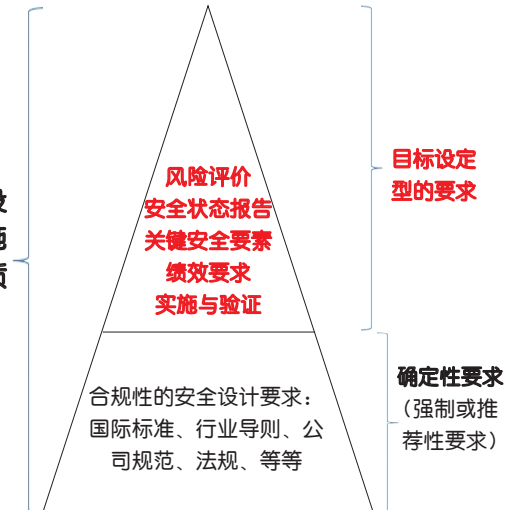 风险评价
安全状态报告
关键安全要素
绩效要求
实施与验证
目标设定
型的要求
合规性的安全设计要求：
国际标准、行业导则、公
司规范、法规、等等
确定性要求
（强制或推
荐性要求）